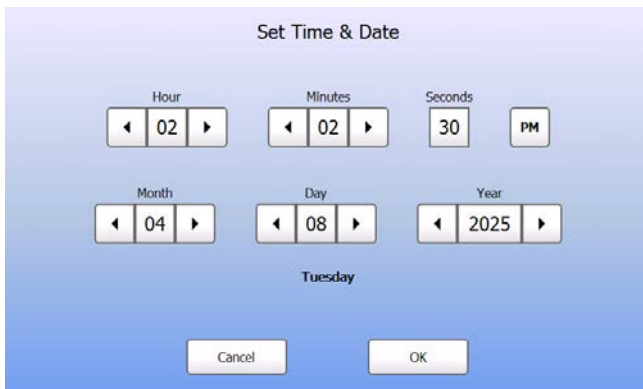 Set Time & Date
Hour Minutes Seconds
02 02 30 PM
Month Day Year
04 08 2025
Tuesday
Cancel OK